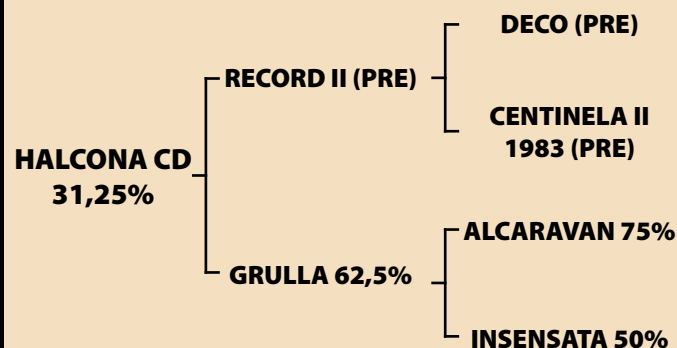 DECO (PRE)
RECORD II (PRE)
CENTINELA II
1983 (PRE)
HALCONA CD
31,25%
ALCARAVAN 75%
GRULLA 62,5%
INSENSATA 50%